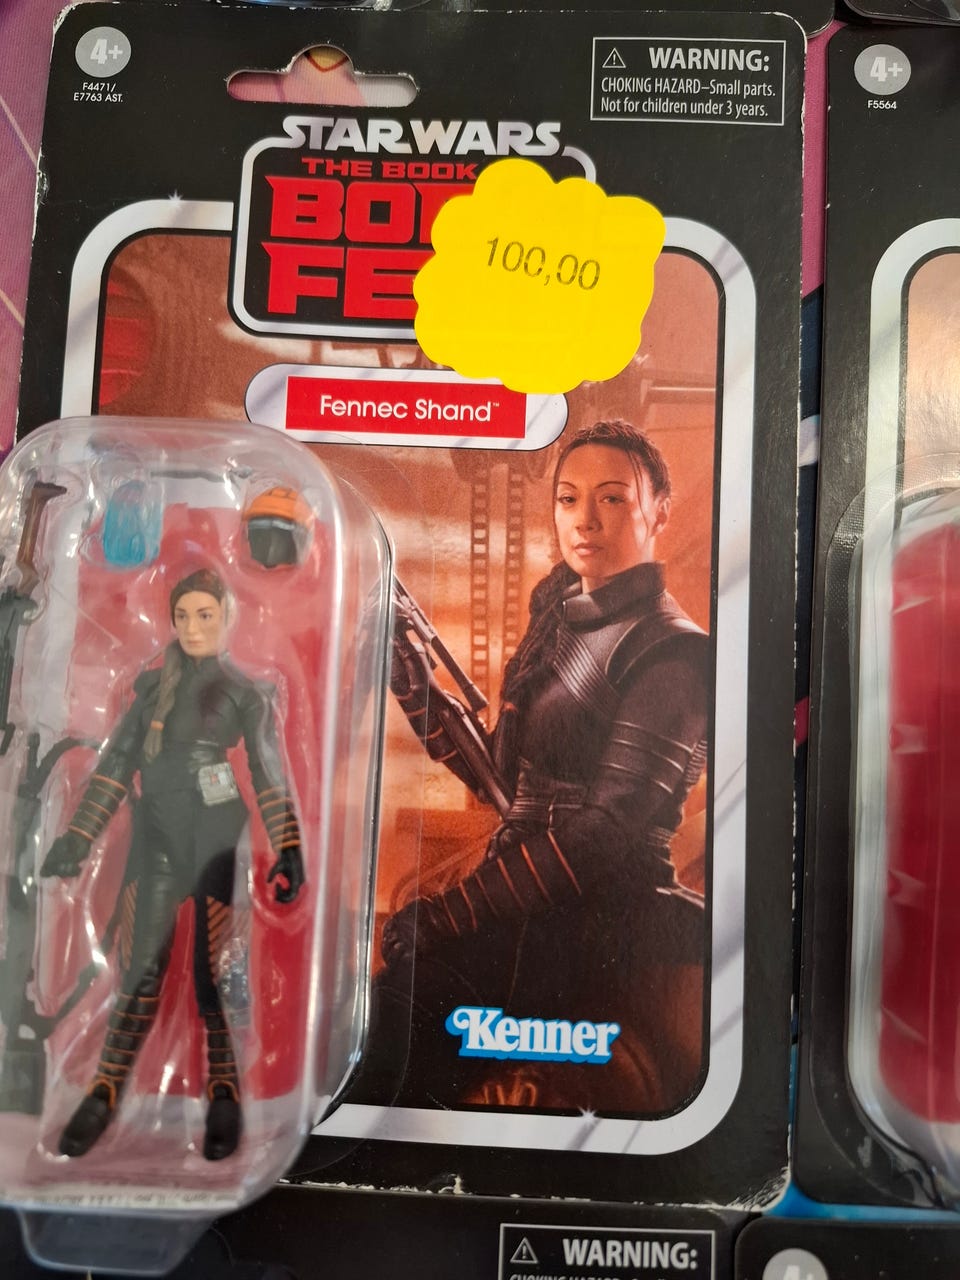 4+
F4471/
E7763 AST.
⚠ WARNING:
CHOKING HAZARD—Small parts.
Not for children under 3 years.
4+
F5564
STAR WARS
THE BOOK
BO
FE
100,00
Fennec Shand™
Kenner
⚠ WARNING:
4+